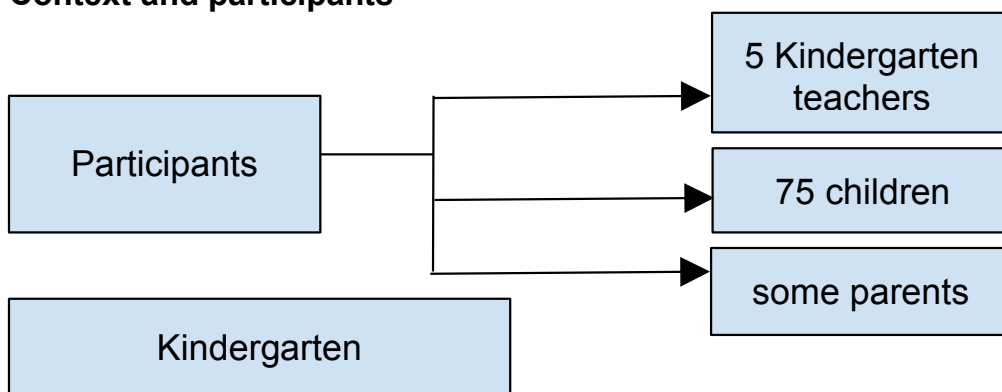 Context and participants
5 Kindergarten
teachers
Participants
75 children
some parents
Kindergarten